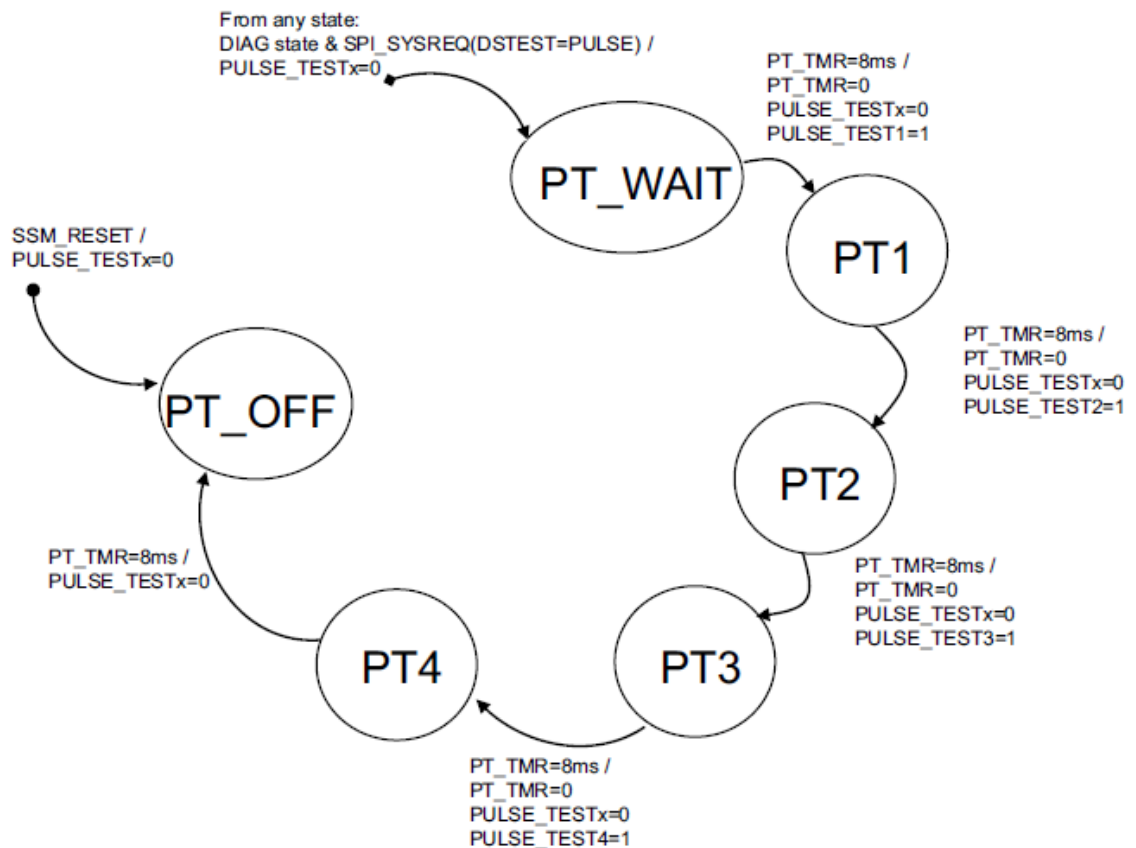 From any state:
DIAG state & SPI_SYSREQ(DSTEST=PULSE) /
PULSE_TESTx=0
PT_TMR=8ms /
PT_TMR=0
PULSE_TESTx=0
PULSE_TEST1=1
PT_WAIT
PT1
SSM_RESET /
PULSE_TESTx=0
PT_TMR=8ms /
PT_TMR=0
PULSE_TESTx=0
PULSE_TEST2=1
PT_OFF
PT2
PT_TMR=8ms /
PULSE_TESTx=0
PT_TMR=8ms /
PT_TMR=0
PULSE_TESTx=0
PULSE_TEST3=1
PT4
PT3
PT_TMR=8ms /
PT_TMR=0
PULSE_TESTx=0
PULSE_TEST4=1